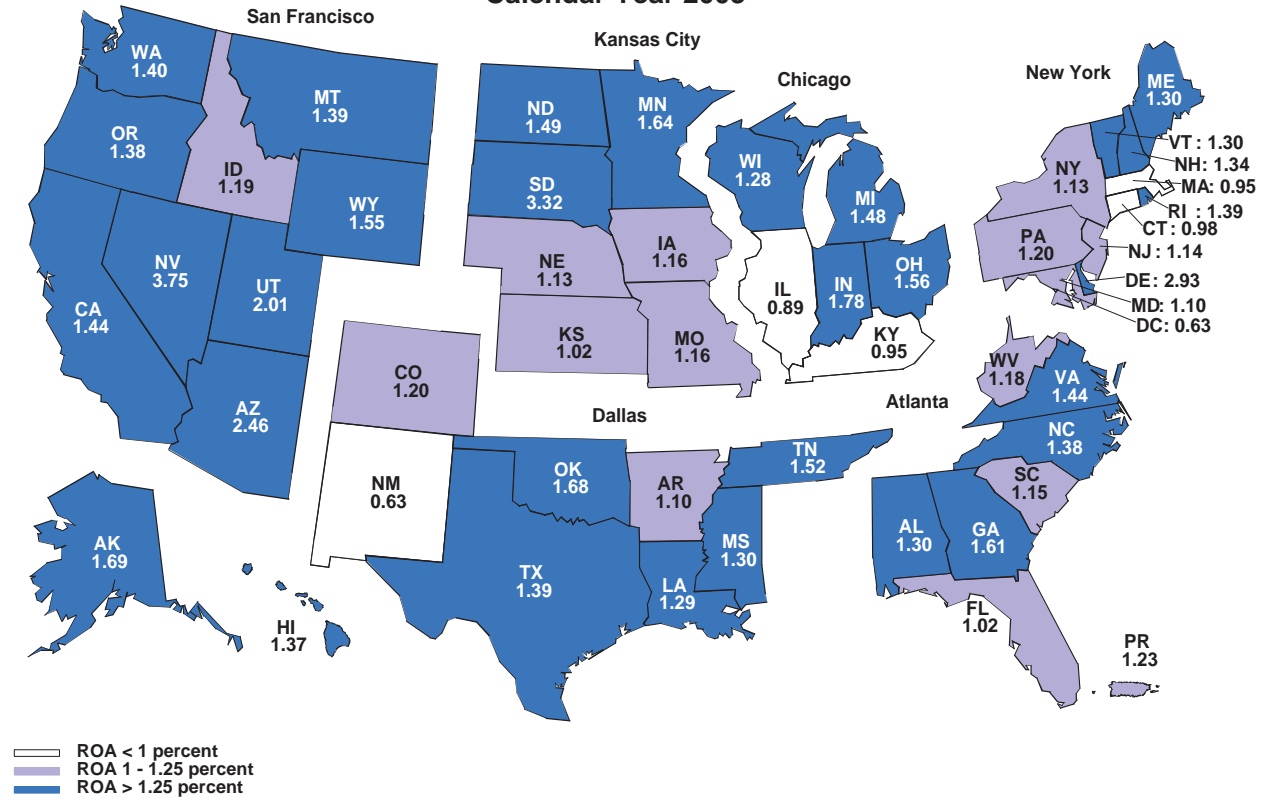 San Francisco
Kansas City
Chicago
New York
WA
1.40
MT
1.39
OR
1.38
ID
1.19
WY
1.55
NV
3.75
UT
2.01
CA
1.44
AZ
2.46
AK
1.69
HI
1.37
ND
1.49
MN
1.64
SD
3.32
NE
1.13
IA
1.16
KS
1.02
MO
1.16
WI
1.28
MI
1.48
IL
0.89
IN
1.78
OH
1.56
KY
0.95
ME
1.30
VT : 1.30
NH: 1.34
NY
1.13
MA: 0.95
RI : 1.39
CT : 0.98
PA
1.20
NJ : 1.14
DE: 2.93
MD: 1.10
DC: 0.63
Dallas
Atlanta
CO
1.20
NM
0.63
OK
1.68
AR
1.10
TN
1.52
TX
1.39
LA
1.29
MS
1.30
WV
1.18
VA
1.44
NC
1.38
SC
1.15
AL
1.30
GA
1.61
FL
1.02
PR
1.23
ROA < 1 percent
ROA 1 - 1.25 percent
ROA > 1.25 percent